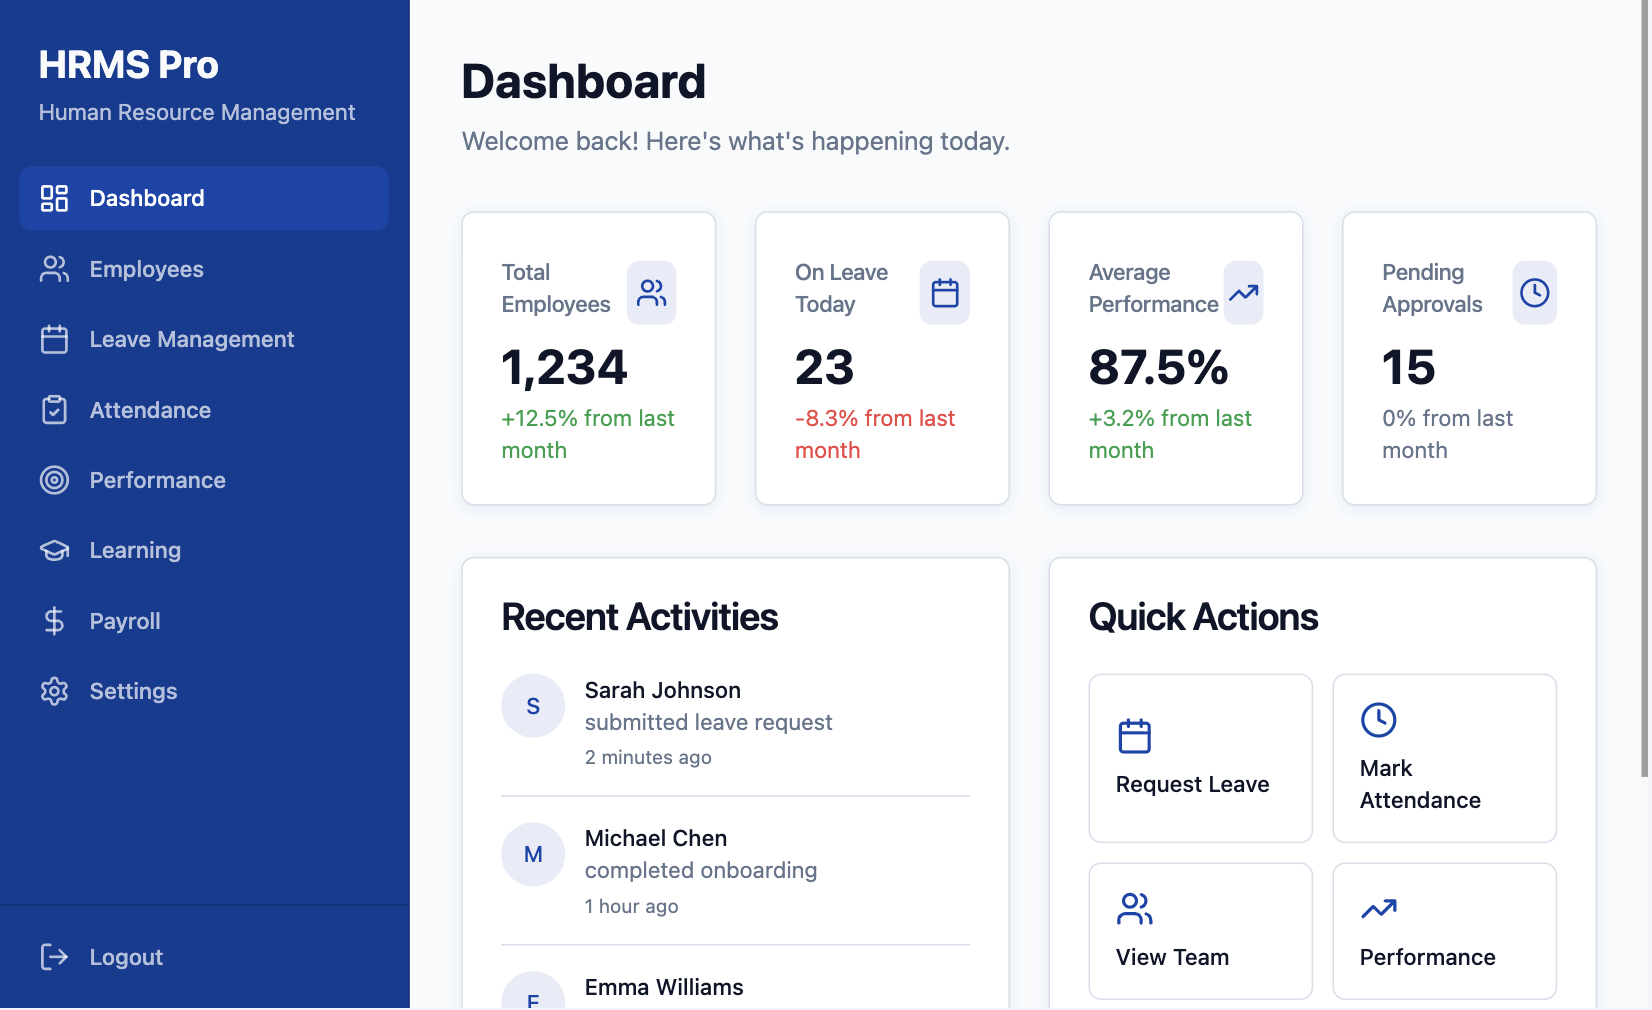 HRMS Pro
Human Resource Management
Dashboard
Employees
Leave Management
Attendance
Performance
Learning
Payroll
Settings
Logout
Dashboard
Welcome back! Here's what's happening today.
Total
Employees
1,234
+12.5% from last
month
On Leave
Today
23
-8.3% from last
month
Average
Performance
87.5%
+3.2% from last
month
Pending
Approvals
15
0% from last
month
Recent Activities
S
Sarah Johnson
submitted leave request
2 minutes ago
M
Michael Chen
completed onboarding
1 hour ago
E
Emma Williams
Quick Actions
Request Leave
Mark
Attendance
View Team
Performance